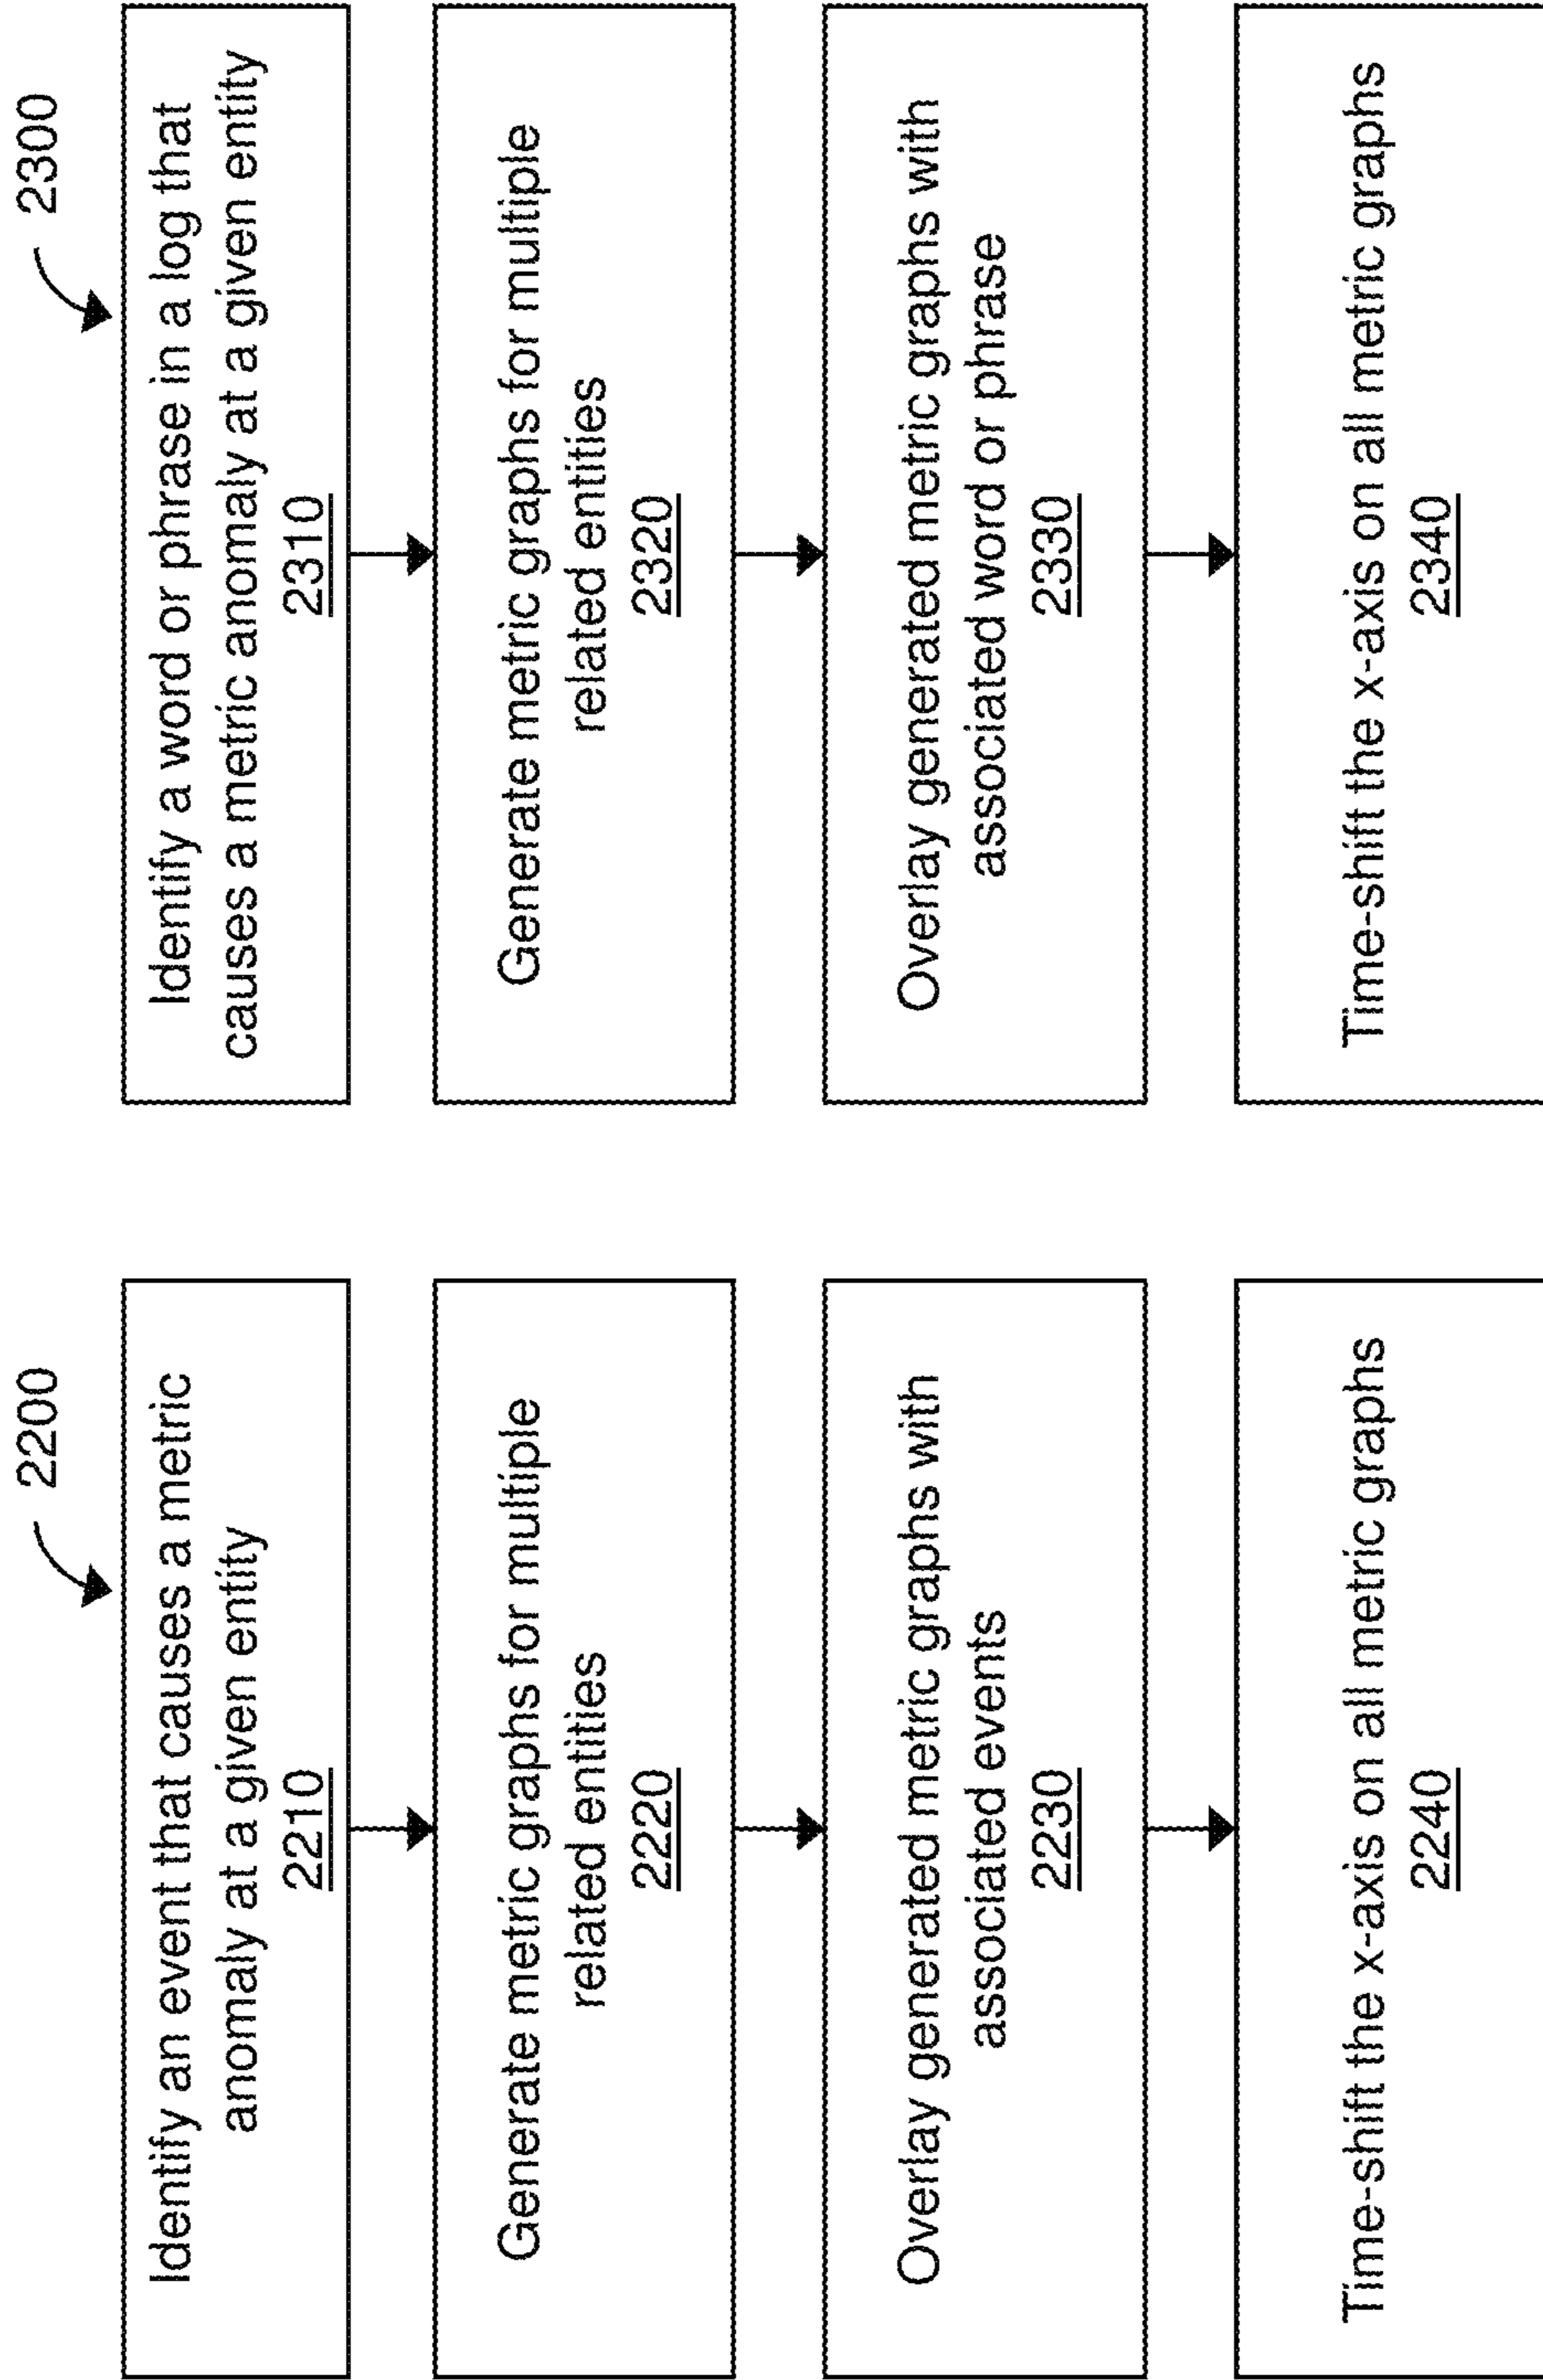 2200
Identify an event that causes a metric
anomaly at a given entity
2210
Generate metric graphs for multiple
related entities
2220
Overlay generated metric graphs with
associated events
2230
Time-shift the x-axis on all metric graphs
2240
2300
Identify a word or phrase in a log that
causes a metric anomaly at a given entity
2310
Generate metric graphs for multiple
related entities
2320
Overlay generated metric graphs with
associated word or phrase
2330
Time-shift the x-axis on all metric graphs
2340